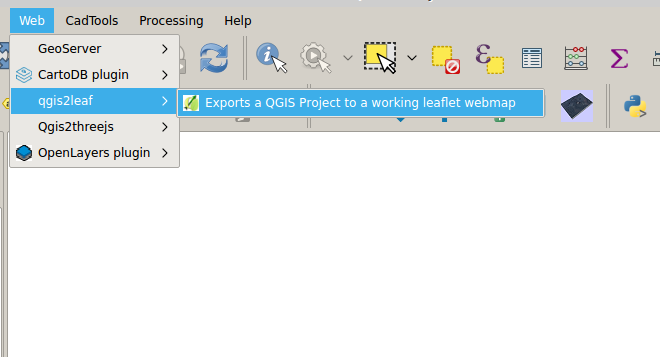 Web CadTools Processing Help
GeoServer
CartoDB plugin
qgis2leaf
Exports a QGIS Project to a working leaflet webmap
Qgis2threejs
OpenLayers plugin